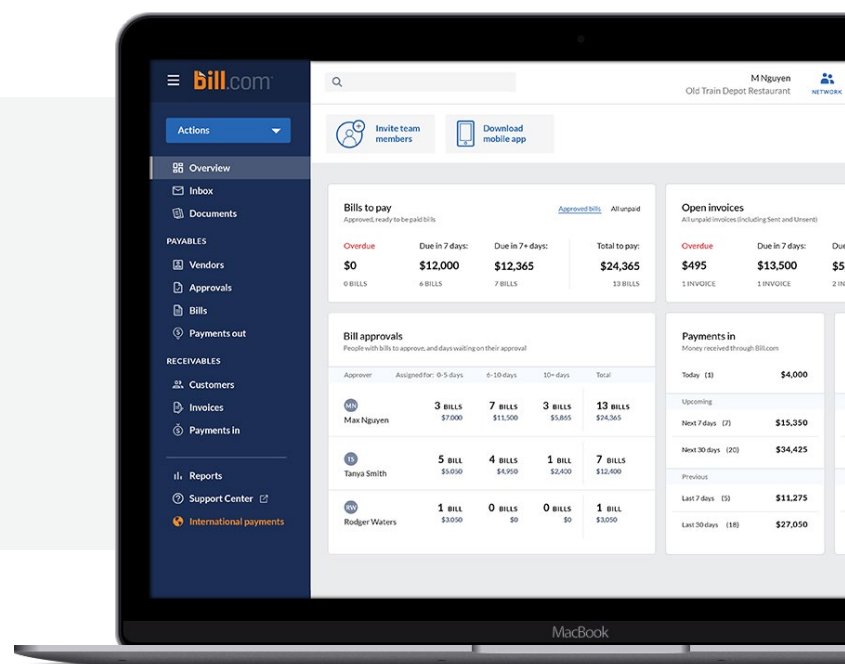 bill.com
M Nguyen
Old Train Depot Restaurant
NETWORK
Actions
Invite team
members
Download
mobile app
Overview
Inbox
Documents
PAYABLES
Vendors
Approvals
Bills
Payments out
RECEIVABLES
Customers
Invoices
Payments in
Reports
Support Center
International payments
Bills to pay
Approved, ready to be paid bills
Approved bills All unpaid
Overdue Due in 7 days: Due in 7+ days: Total to pay:
$0 $12,000 $12,365 $24,365
0 BILLS 6 BILLS 7 BILLS 13 BILLS
Open invoices
All unpaid invoices (including Sent and Unsent)
Overdue Due in 7 days: Due
$495 $13,500 $5
1 INVOICE 1 INVOICE 2 IN
Bill approvals
People with bills to approve, and days waiting on their approval
Approver Assigned for: 0-5 days 6-10 days 10+ days Total
MN
Max Nguyen
3 BILLS 7 BILLS 3 BILLS 13 BILLS
$7,000 $11,500 $5,865 $24,365
TS
Tanya Smith
5 BILL 4 BILLS 1 BILL 7 BILLS
$5,050 $4,950 $2,400 $12,400
RW
Rodger Waters
1 BILL 0 BILLS 0 BILLS 1 BILL
$3,050 $0 $0 $3,050
Payments in
Money received through Bill.com
Today (1) $4,000
Upcoming
Next 7 days (7) $15,350
Next 30 days (20) $34,425
Previous
Last 7 days (5) $11,275
Last 30 days (18) $27,050
MacBook